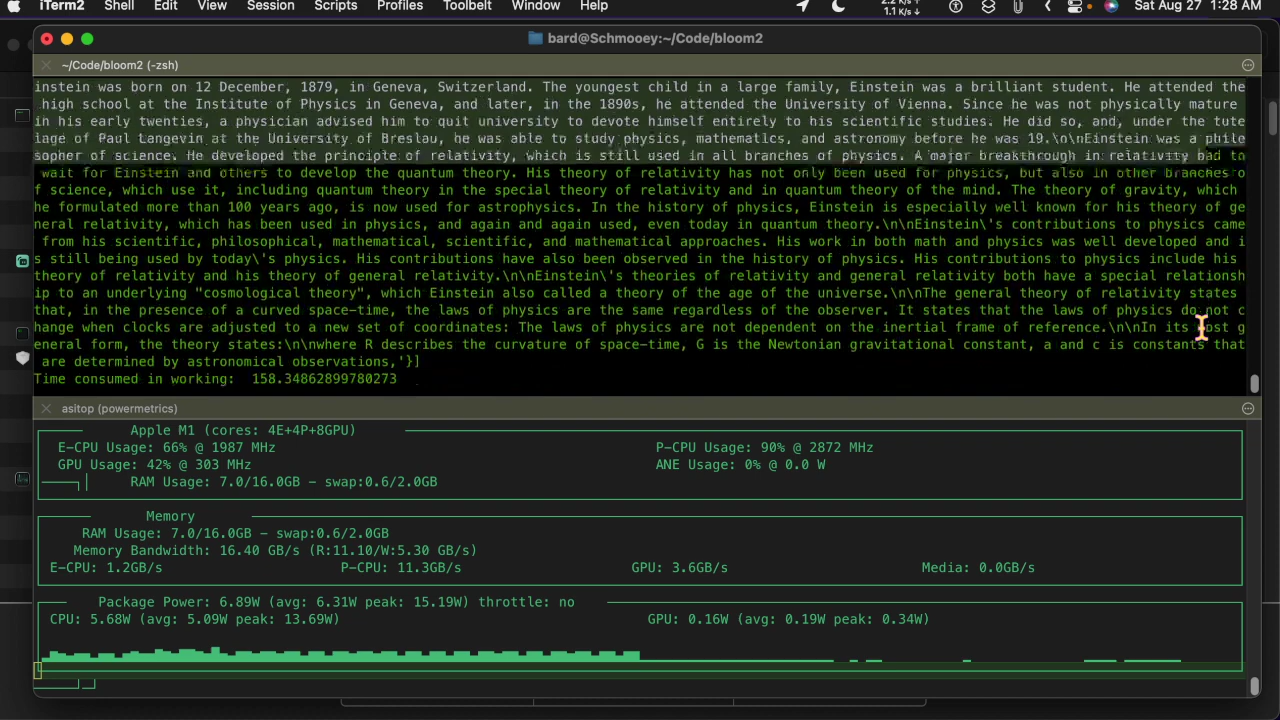 iTerm2 Shell Edit View Session Scripts Profiles Toolbelt Window Help Sat Aug 27 1:28 AM
1.1 K/s↓
bard@Schmooey:~/Code/bloom2
~/Code/bloom2 (-zsh)
instein was born on 12 December, 1879, in Geneva, Switzerland. The youngest child in a large family, Einstein was a brilliant student. He attended the
high school at the Institute of Physics in Geneva, and later, in the 1890s, he attended the University of Vienna. Since he was not physically mature
in his early twenties, a physician advised him to quit university to devote himself entirely to his scientific studies. He did so, and, under the tute
lage of Paul Langevin at the University of Breslau, he was able to study physics, mathematics, and astronomy before he was 19.\n\nEinstein was a philo
sopher of science. He developed the principle of relativity, which is still used in all branches of physics. A major breakthrough in relativity had to
wait for Einstein and others to develop the quantum theory. His theory of relativity has not only been used for physics, but also in other branches o
f science, which use it, including quantum theory in the special theory of relativity and in quantum theory of the mind. The theory of gravity, which
he formulated more than 100 years ago, is now used for astrophysics. In the history of physics, Einstein is especially well known for his theory of ge
neral relativity, which has been used in physics, and again and again used, even today in quantum theory.\n\nEinstein\'s contributions to physics came
from his scientific, philosophical, mathematical, scientific, and mathematical approaches. His work in both math and physics was well developed and i
s still being used by today\'s physics. His contributions have also been observed in the history of physics. His contributions to physics include his
theory of relativity and his theory of general relativity.\n\nEinstein\'s theories of relativity and general relativity both have a special relationsh
ip to an underlying "cosmological theory", which Einstein also called a theory of the age of the universe.\n\nThe general theory of relativity states
that, in the presence of a curved space-time, the laws of physics are the same regardless of the observer. It states that the laws of physics do not c
hange when clocks are adjusted to a new set of coordinates: The laws of physics are not dependent on the inertial frame of reference.\n\nIn its most g
eneral form, the theory states:\n\nwhere R describes the curvature of space-time, G is the Newtonian gravitational constant, a and c is constants that
are determined by astronomical observations,'}]
Time consumed in working:  158.34862899780273
asitop (powermetrics)
Apple M1 (cores: 4E+4P+8GPU)
E-CPU Usage: 66% @ 1987 MHz P-CPU Usage: 90% @ 2872 MHz
GPU Usage: 42% @ 303 MHz ANE Usage: 0% @ 0.0 W
RAM Usage: 7.0/16.0GB - swap:0.6/2.0GB
Memory
RAM Usage: 7.0/16.0GB - swap:0.6/2.0GB
Memory Bandwidth: 16.40 GB/s (R:11.10/W:5.30 GB/s)
E-CPU: 1.2GB/s P-CPU: 11.3GB/s GPU: 3.6GB/s Media: 0.0GB/s
Package Power: 6.89W (avg: 6.31W peak: 15.19W) throttle: no
CPU: 5.68W (avg: 5.09W peak: 13.69W) GPU: 0.16W (avg: 0.19W peak: 0.34W)